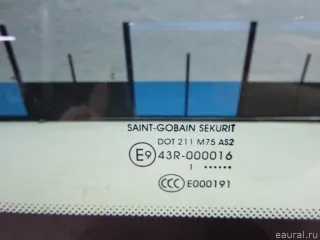 SAINT-GOBAIN SEKURIT
DOT 211 M75 AS2
E9 43R-000016
I ••••••
CCC E000191
eaural.ru